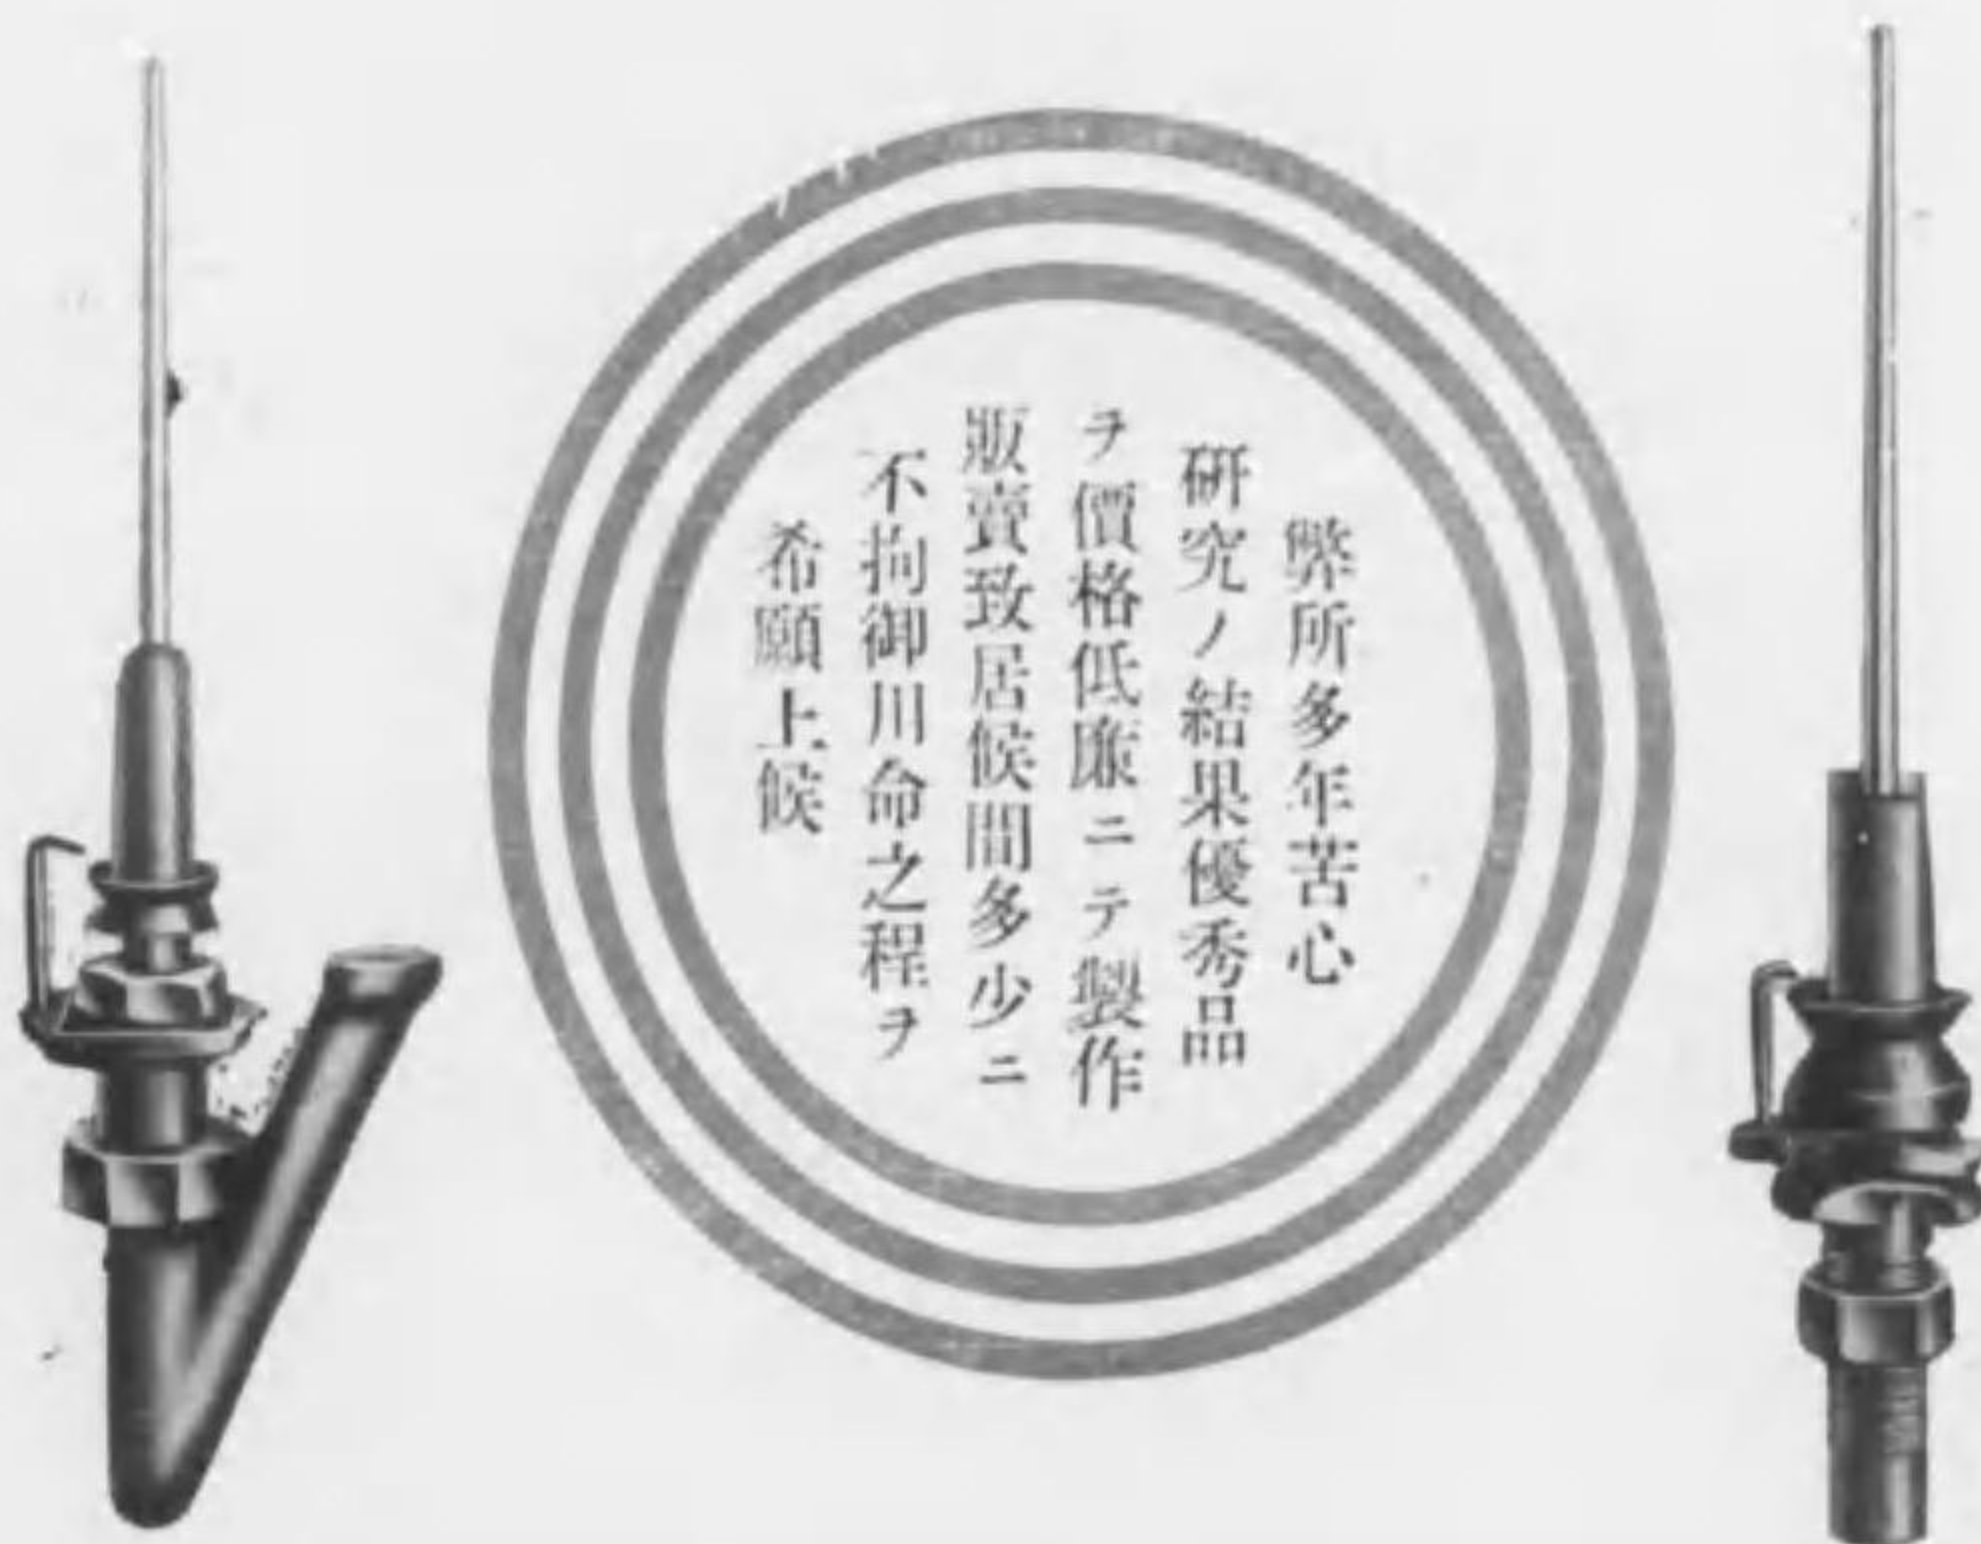 弊所多年苦心
研究ノ結果優秀品
ヲ價格低廉ニテ製作
販賣致居候間多少ニ
不拘御用命之程ヲ
希願上候